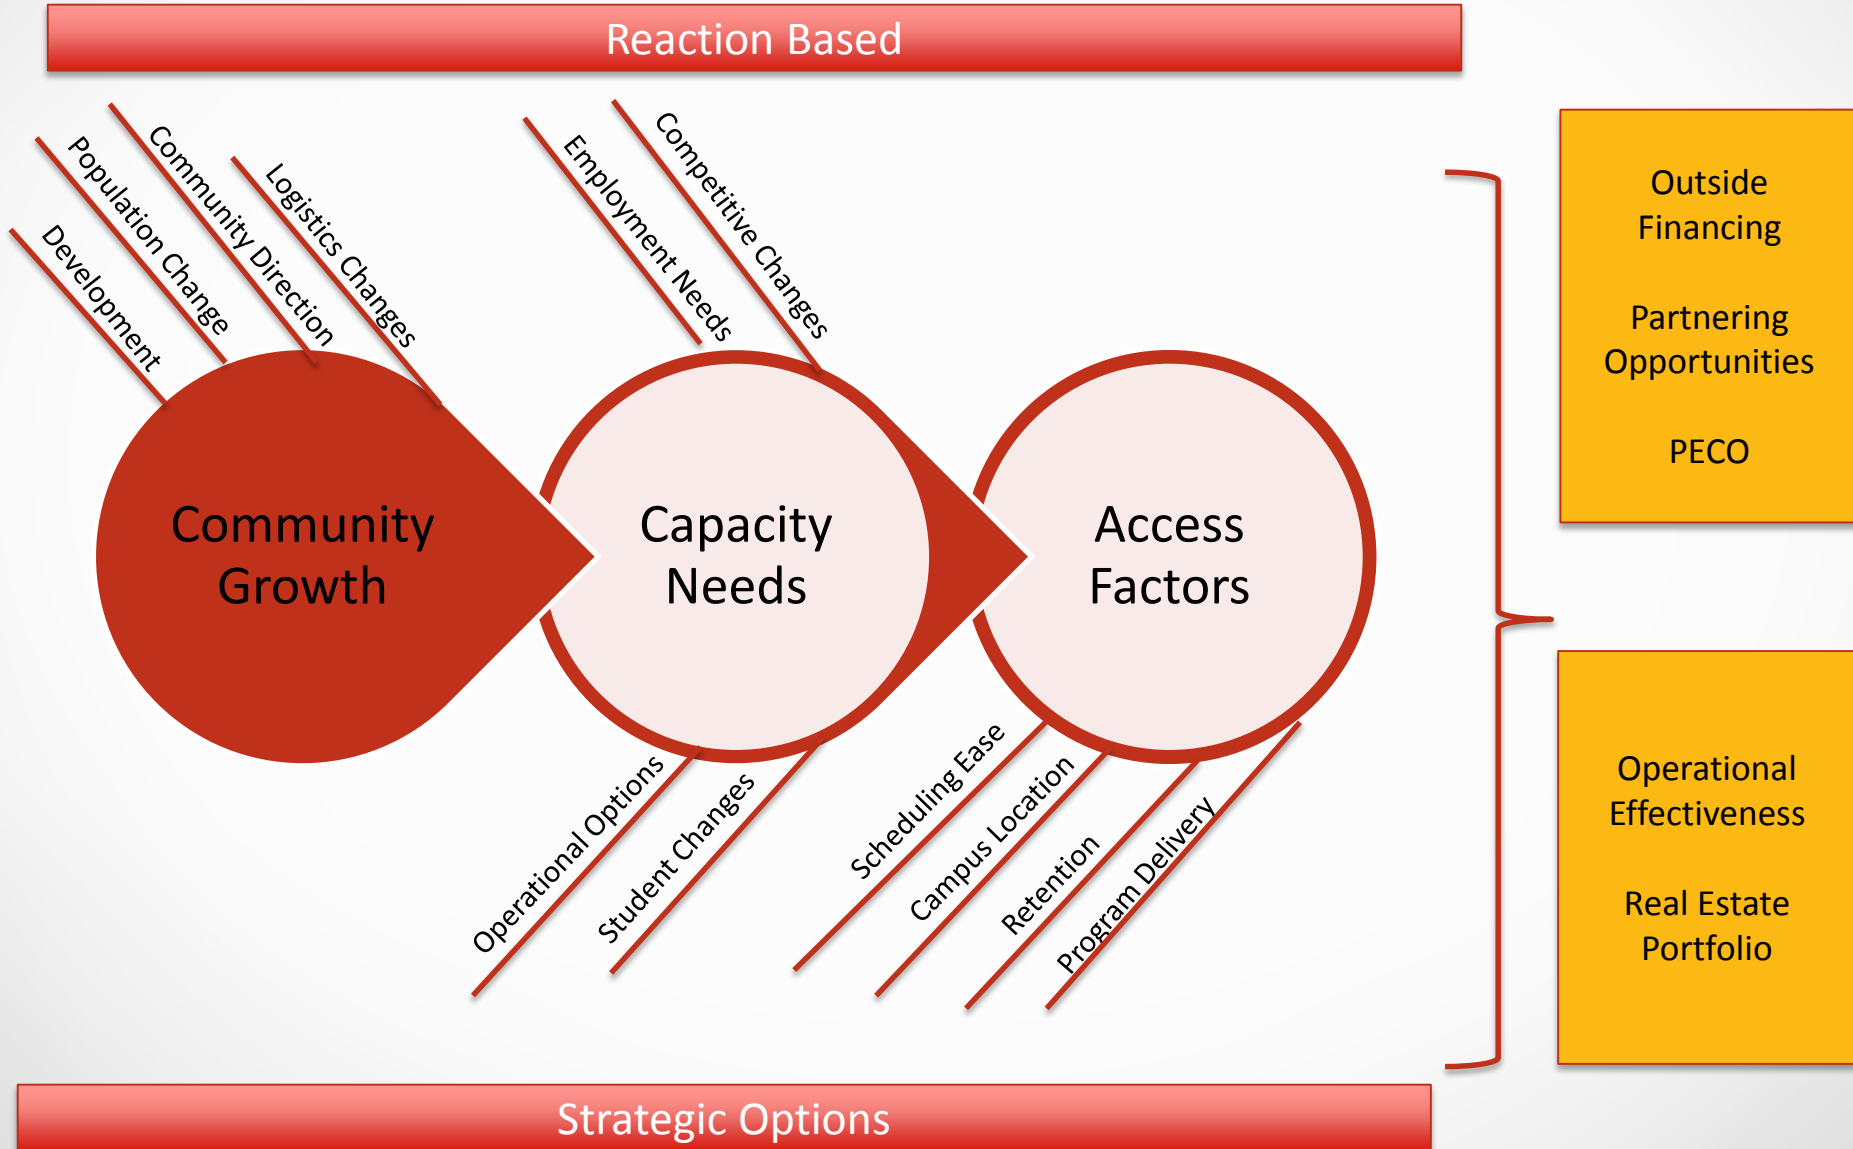 Reaction Based
Development
Population Change
Community Direction
Logistics Changes
Employment Needs
Competitive Changes
Community
Growth
Capacity
Needs
Access
Factors
Operational Options
Student Changes
Scheduling Ease
Campus Location
Retention
Program Delivery
Outside
Financing
Partnering
Opportunities
PECO
Operational
Effectiveness
Real Estate
Portfolio
Strategic Options